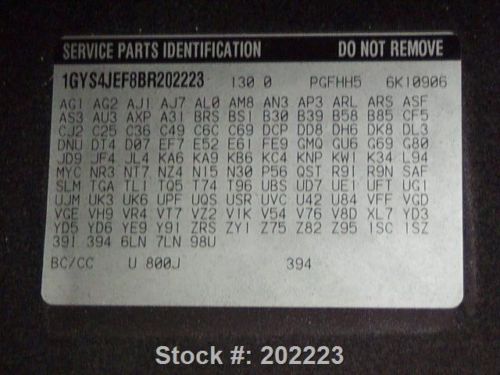 SERVICE PARTS IDENTIFICATION DO NOT REMOVE
1GYS4JEF8BR202223 130 0 PGFHH5 6K10906
AG1 AG2 AJ1 AJ7 AL0 AM8 AN3 AP3 ARL ARS ASF
AS3 AU3 AXP A31 BRS BS1 B30 B39 B58 B85 CF5
CJ2 C25 C36 C49 C6C C69 DCP DD8 DH6 DK8 DL3
DNU DT4 D07 EF7 E52 E61 FE9 GMQ GU6 G69 G80
JD9 JF4 JL4 KA6 KA9 KB6 KC4 KNP KW1 K34 L94
MYC NR3 NT7 NZ4 N15 N30 P56 QST R91 R9N SAF
SLM TGA TL1 TQ5 T74 T96 UBS UD7 UE1 UFT UG1
UJM UK3 UK6 UPF UQS USR UVC U42 U84 VFF VGD
VGE VH9 VR4 VT7 VZ2 V1K V54 V76 V8D XL7 YD3
YD5 YD6 YE9 Y91 ZRS ZY1 Z75 Z82 Z95 1SC 1SZ
391 394 6LN 7LN 98U
BC/CC U 800J 394
Stock #: 202223